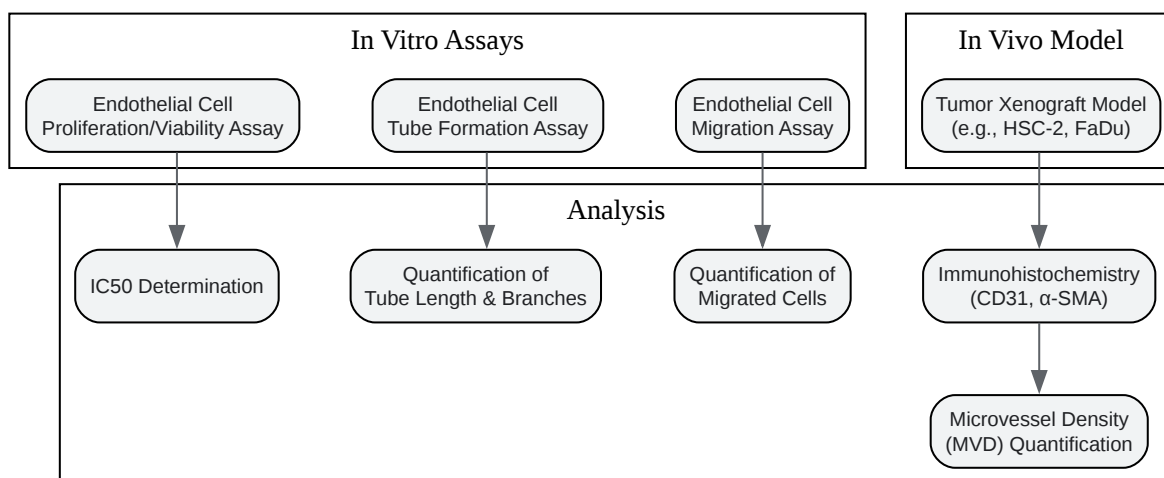 In Vitro Assays
Endothelial Cell
Proliferation/Viability Assay
Endothelial Cell
Tube Formation Assay
Endothelial Cell
Migration Assay
In Vivo Model
Tumor Xenograft Model
(e.g., HSC-2, FaDu)
Analysis
IC50 Determination
Quantification of
Tube Length & Branches
Quantification of
Migrated Cells
Immunohistochemistry
(CD31, α-SMA)
Microvessel Density
(MVD) Quantification